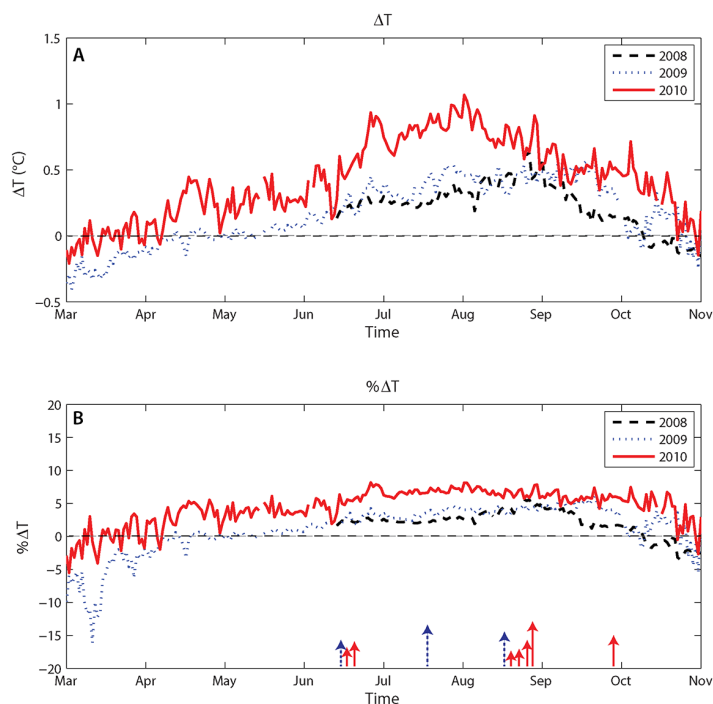 ΔT
A
2008
2009
2010
1.5
1
0.5
0
−0.5
ΔT (°C)
Mar Apr May Jun Jul Aug Sep Oct Nov
Time
% ΔT
B
2008
2009
2010
20
15
10
5
0
−5
−10
−15
−20
% ΔT
Mar Apr May Jun Jul Aug Sep Oct Nov
Time